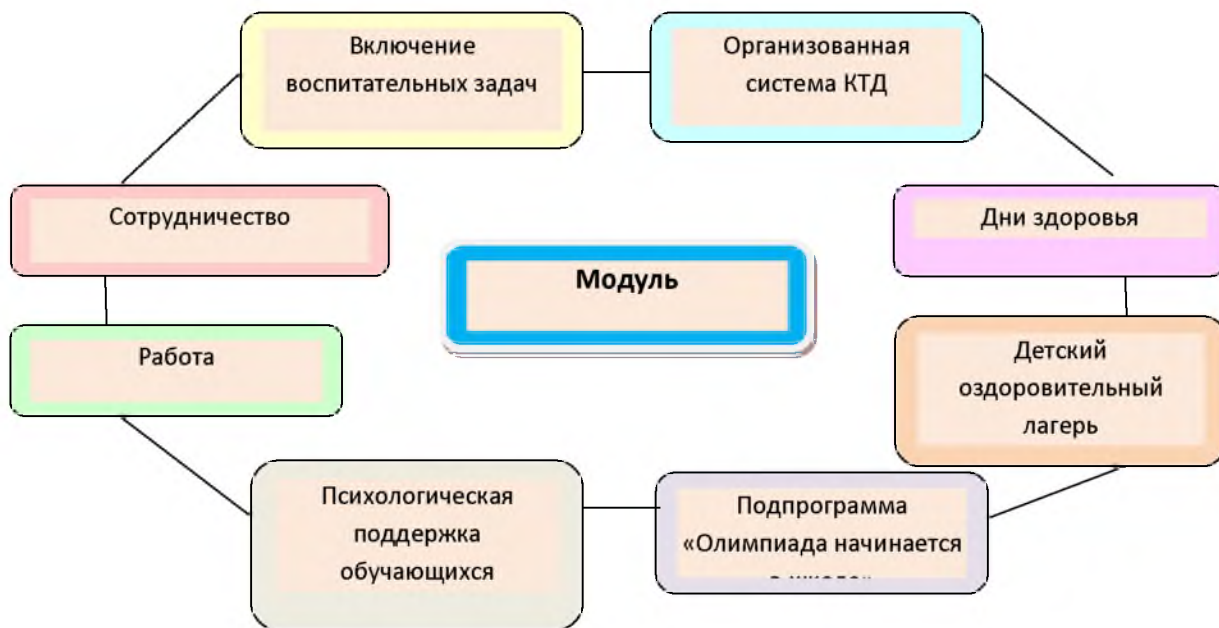 Включение
воспитательных задач
Организованная
система КТД
Сотрудничество
Дни здоровья
Модуль
Работа
Детский
оздоровительный
лагерь
Психологическая
поддержка
обучающихся
Подпрограмма
«Олимпиада начинается